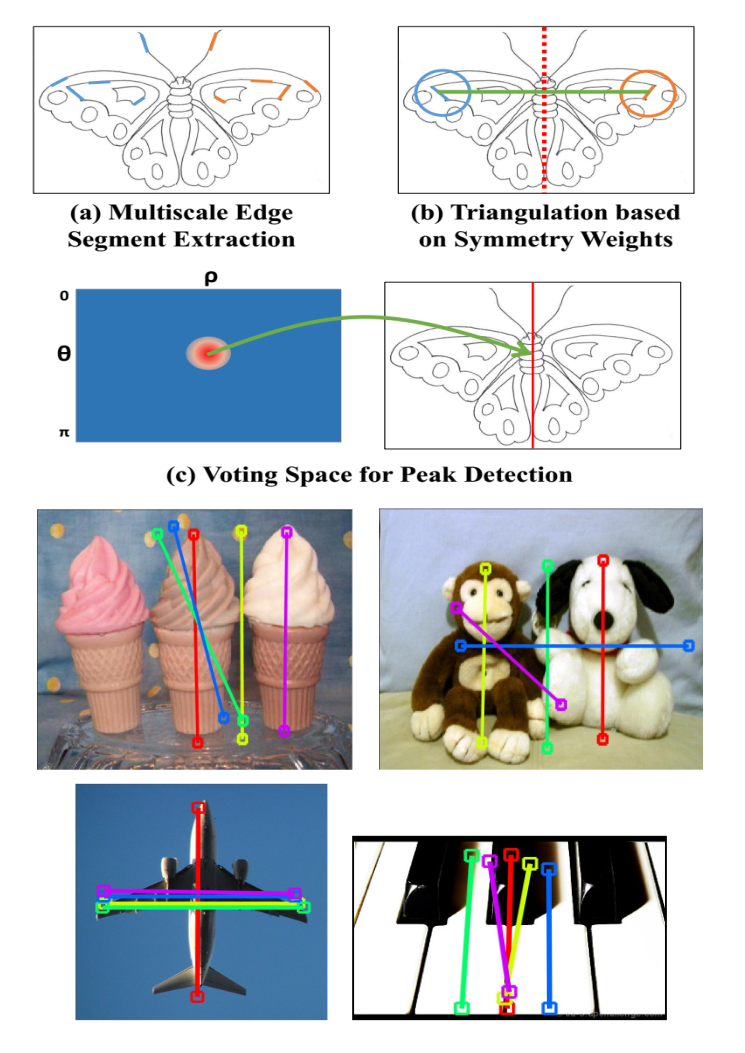 (a) Multiscale Edge
Segment Extraction
(b) Triangulation based
on Symmetry Weights
ρ
0
θ
π
(c) Voting Space for Peak Detection